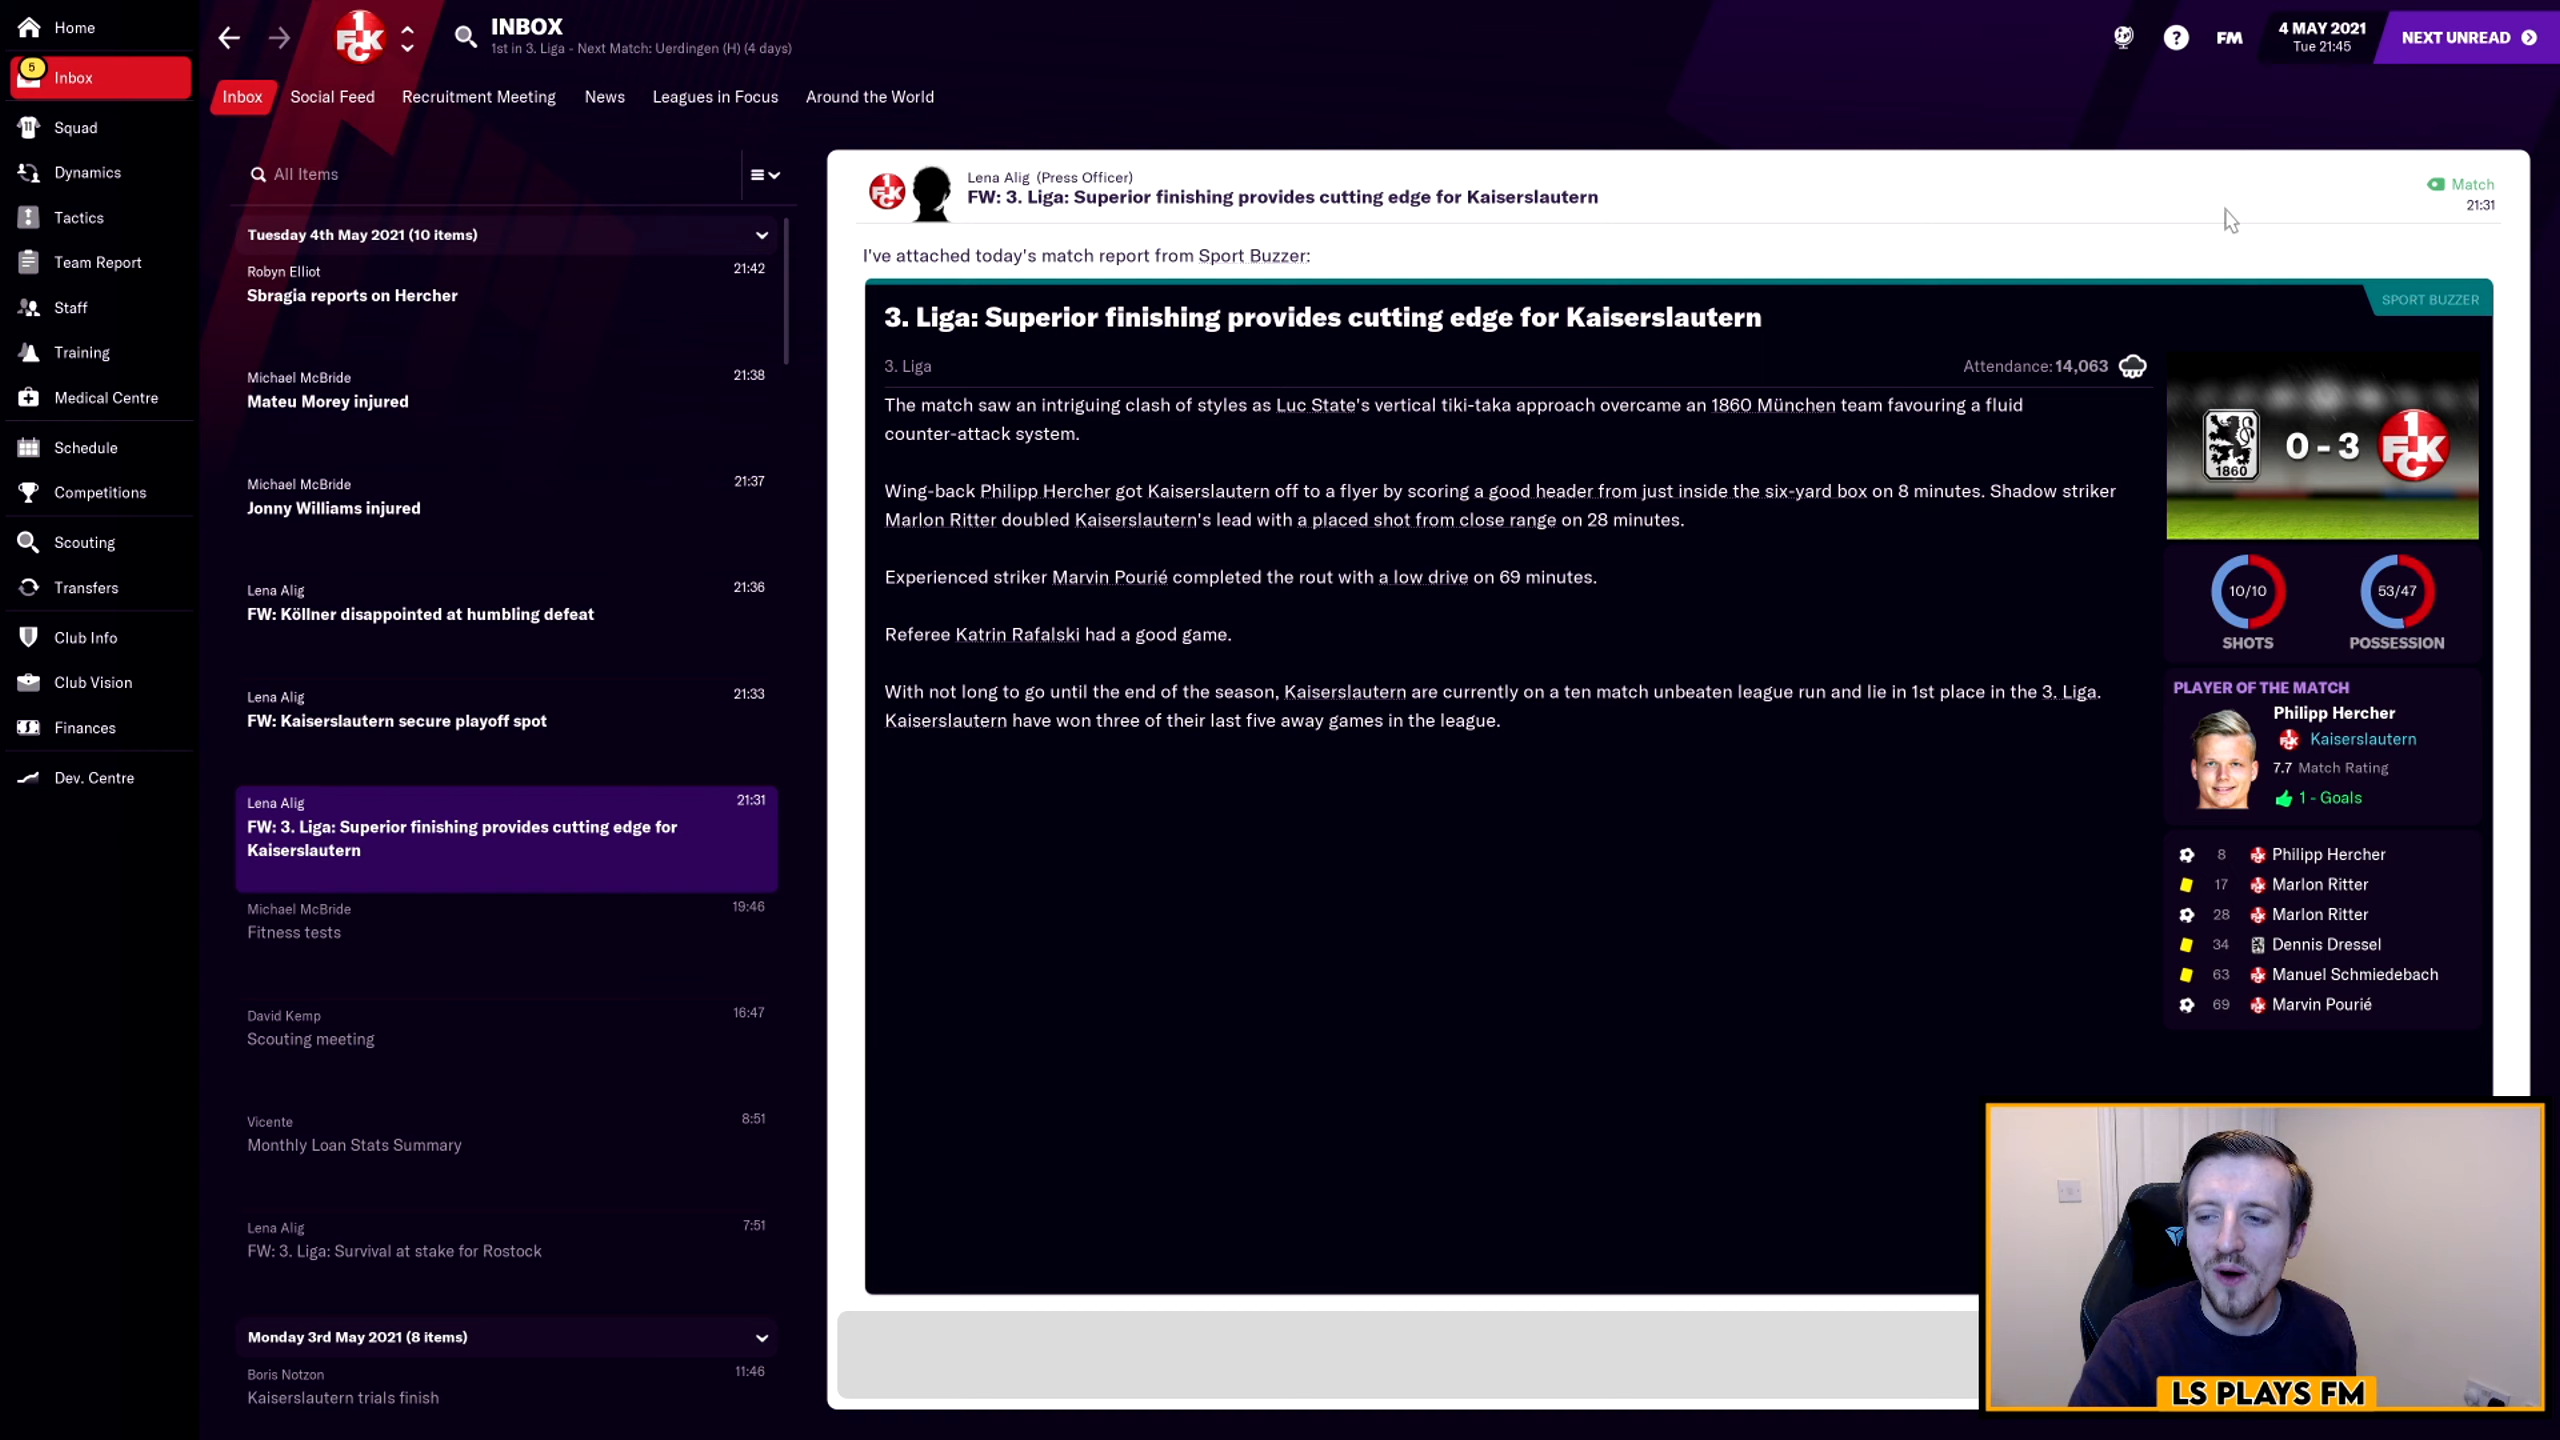 Home
5
Inbox
Squad
Dynamics
Tactics
Team Report
Staff
Training
Medical Centre
Schedule
Competitions
Scouting
Transfers
Club Info
Club Vision
Finances
Dev. Centre
1 FCK
INBOX
1st in 3. Liga - Next Match: Uerdingen (H) (4 days)
?
FM
4 MAY 2021
Tue 21:45
NEXT UNREAD
Inbox
Social Feed
Recruitment Meeting
News
Leagues in Focus
Around the World
All Items
Tuesday 4th May 2021 (10 items)
Robyn Elliot 21:42
Sbragia reports on Hercher
Michael McBride 21:38
Mateu Morey injured
Michael McBride 21:37
Jonny Williams injured
Lena Alig 21:36
FW: Köllner disappointed at humbling defeat
Lena Alig 21:33
FW: Kaiserslautern secure playoff spot
Lena Alig 21:31
FW: 3. Liga: Superior finishing provides cutting edge for
Kaiserslautern
Michael McBride 19:46
Fitness tests
David Kemp 16:47
Scouting meeting
Vicente 8:51
Monthly Loan Stats Summary
Lena Alig 7:51
FW: 3. Liga: Survival at stake for Rostock
Monday 3rd May 2021 (8 items)
Boris Notzon 11:46
Kaiserslautern trials finish
Lena Alig (Press Officer)
FW: 3. Liga: Superior finishing provides cutting edge for Kaiserslautern
Match
21:31
I've attached today's match report from Sport Buzzer:
SPORT BUZZER
3. Liga: Superior finishing provides cutting edge for Kaiserslautern
3. Liga
Attendance: 14,063
The match saw an intriguing clash of styles as Luc State's vertical tiki-taka approach overcame an 1860 München team favouring a fluid
counter-attack system.
Wing-back Philipp Hercher got Kaiserslautern off to a flyer by scoring a good header from just inside the six-yard box on 8 minutes. Shadow striker
Marlon Ritter doubled Kaiserslautern's lead with a placed shot from close range on 28 minutes.
Experienced striker Marvin Pourié completed the rout with a low drive on 69 minutes.
Referee Katrin Rafalski had a good game.
With not long to go until the end of the season, Kaiserslautern are currently on a ten match unbeaten league run and lie in 1st place in the 3. Liga.
Kaiserslautern have won three of their last five away games in the league.
1860
0 - 3
1 FCK
10/10
SHOTS
53/47
POSSESSION
PLAYER OF THE MATCH
Philipp Hercher
Kaiserslautern
7.7 Match Rating
1 - Goals
8 Philipp Hercher
17 Marlon Ritter
28 Marlon Ritter
34 Dennis Dressel
63 Manuel Schmiedebach
69 Marvin Pourié
LS PLAYS FM